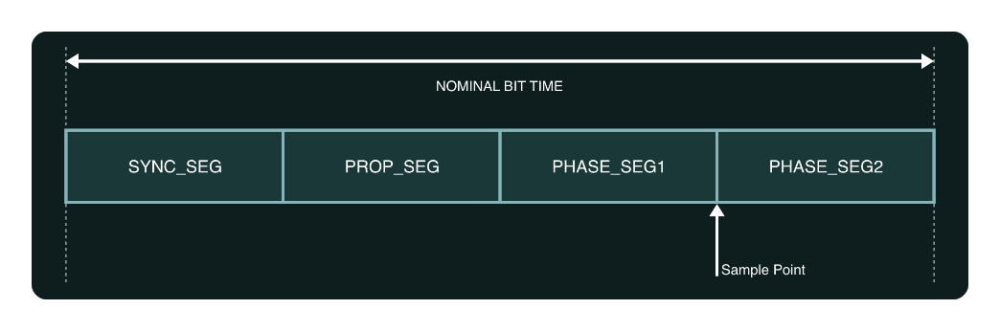 NOMINAL BIT TIME
SYNC_SEG PROP_SEG PHASE_SEG1 PHASE_SEG2
Sample Point